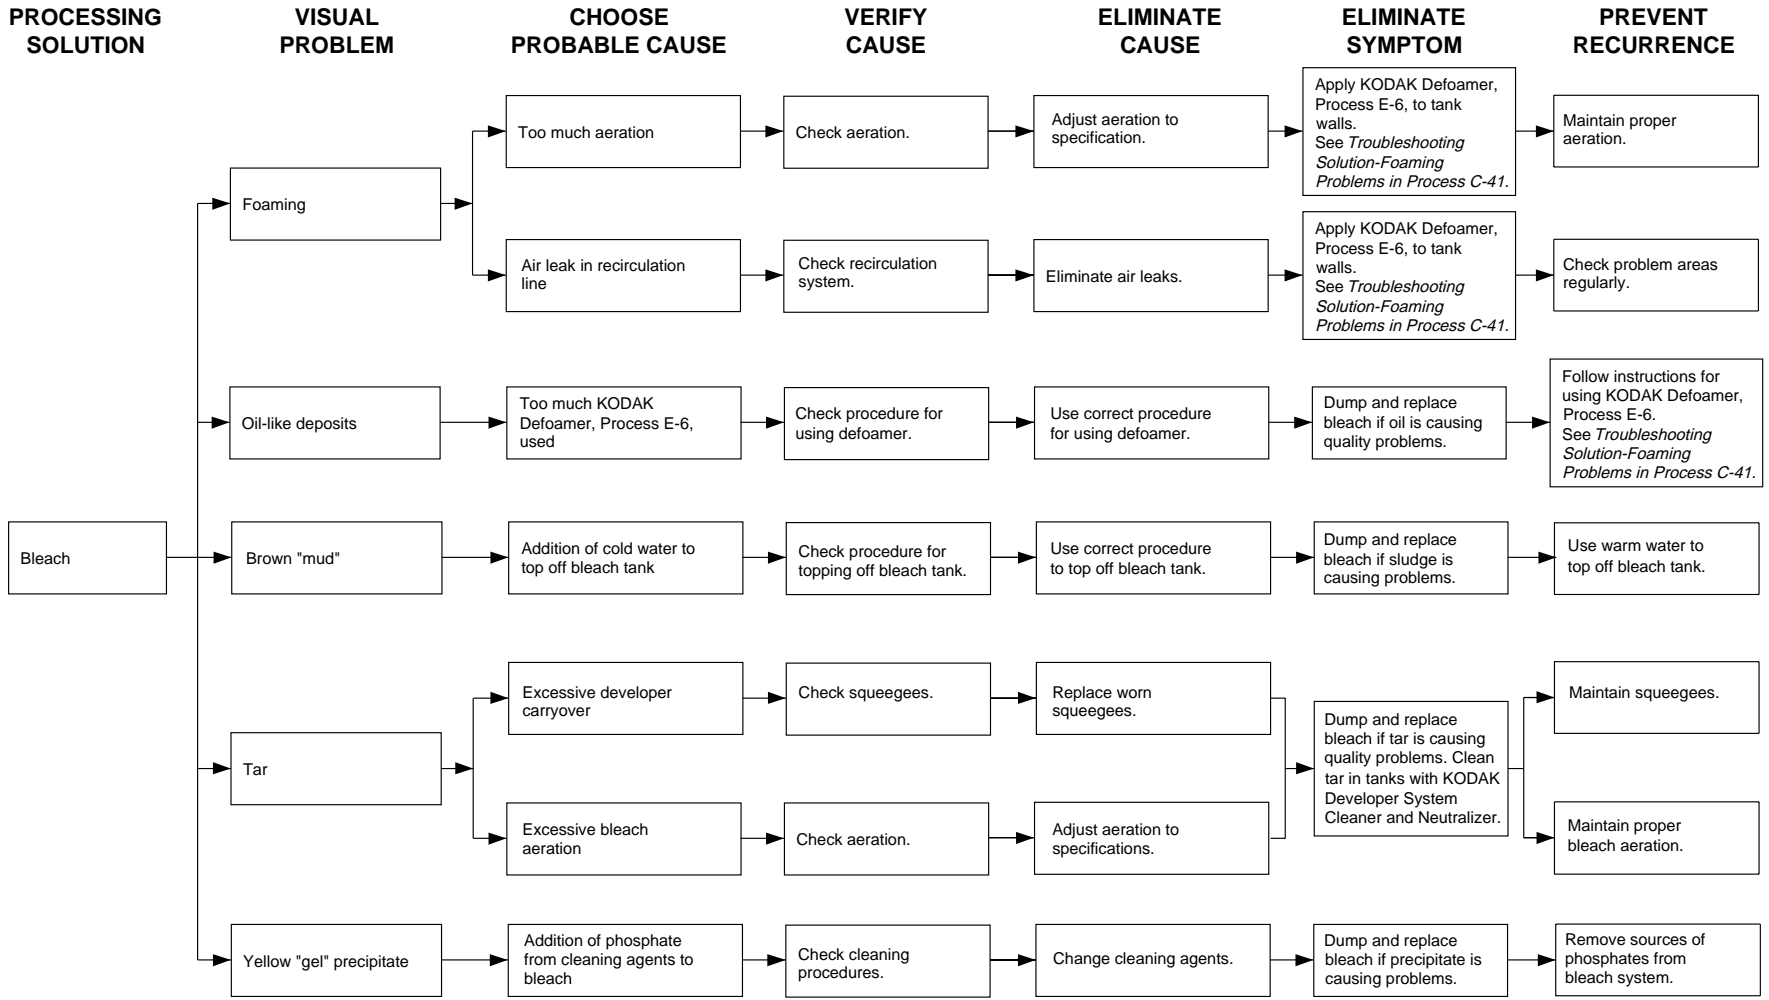 PROCESSING
SOLUTION
VISUAL
PROBLEM
CHOOSE
PROBABLE CAUSE
VERIFY
CAUSE
ELIMINATE
CAUSE
ELIMINATE
SYMPTOM
PREVENT
RECURRENCE
Bleach
Foaming
Too much aeration
Check aeration.
Adjust aeration to
specification.
Apply KODAK Defoamer,
Process E-6, to tank
walls.
See Troubleshooting
Solution-Foaming
Problems in Process C-41.
Maintain proper
aeration.
Air leak in recirculation
line
Check recirculation
system.
Eliminate air leaks.
Apply KODAK Defoamer,
Process E-6, to tank
walls.
See Troubleshooting
Solution-Foaming
Problems in Process C-41.
Check problem areas
regularly.
Oil-like deposits
Too much KODAK
Defoamer, Process E-6,
used
Check procedure for
using defoamer.
Use correct procedure
for using defoamer.
Dump and replace
bleach if oil is causing
quality problems.
Follow instructions for
using KODAK Defoamer,
Process E-6.
See Troubleshooting
Solution-Foaming
Problems in Process C-41.
Brown "mud"
Addition of cold water to
top off bleach tank
Check procedure for
topping off bleach tank.
Use correct procedure
to top off bleach tank.
Dump and replace
bleach if sludge is
causing problems.
Use warm water to
top off bleach tank.
Tar
Excessive developer
carryover
Check squeegees.
Replace worn
squeegees.
Excessive bleach
aeration
Check aeration.
Adjust aeration to
specifications.
Dump and replace
bleach if tar is causing
quality problems. Clean
tar in tanks with KODAK
Developer System
Cleaner and Neutralizer.
Maintain squeegees.
Maintain proper
bleach aeration.
Yellow "gel" precipitate
Addition of phosphate
from cleaning agents to
bleach
Check cleaning
procedures.
Change cleaning agents.
Dump and replace
bleach if precipitate is
causing problems.
Remove sources of
phosphates from
bleach system.